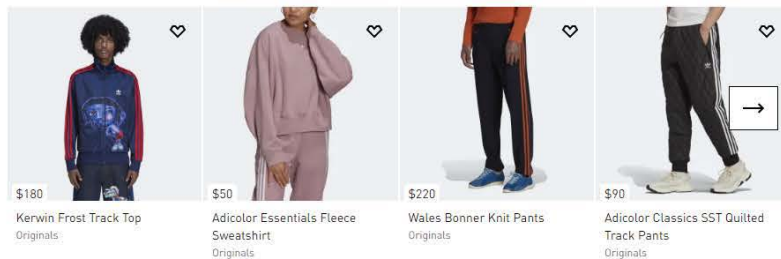 $180
Kerwin Frost Track Top
Originals
$50
Adicolor Essentials Fleece
Sweatshirt
Originals
$220
Wales Bonner Knit Pants
Originals
$90
Adicolor Classics SST Quilted
Track Pants
Originals